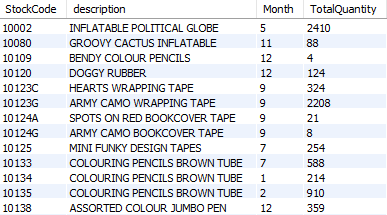 StockCode description Month TotalQuantity
10002 INFLATABLE POLITICAL GLOBE 5 2410
10080 GROOVY CACTUS INFLATABLE 11 88
10109 BENDY COLOUR PENCILS 12 4
10120 DOGGY RUBBER 12 124
10123C HEARTS WRAPPING TAPE 9 324
10123G ARMY CAMO WRAPPING TAPE 9 2208
10124A SPOTS ON RED BOOKCOVER TAPE 9 21
10124G ARMY CAMO BOOKCOVER TAPE 9 8
10125 MINI FUNKY DESIGN TAPES 7 254
10133 COLOURING PENCILS BROWN TUBE 7 588
10134 COLOURING PENCILS BROWN TUBE 1 214
10135 COLOURING PENCILS BROWN TUBE 2 910
10138 ASSORTED COLOUR JUMBO PEN 12 359